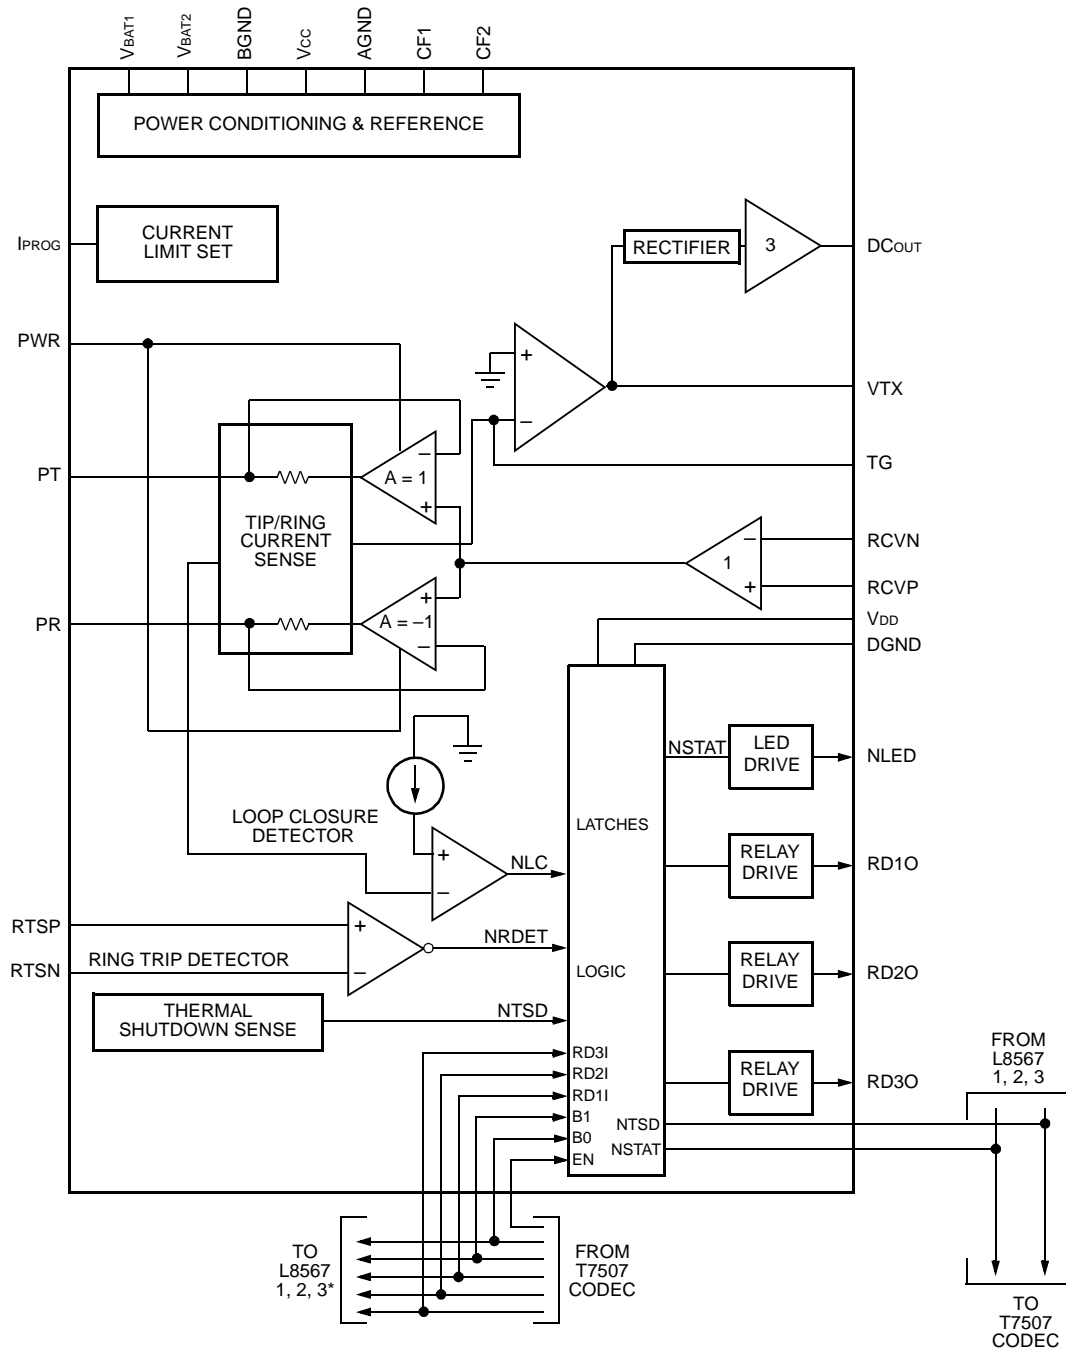 VBAT1
VBAT2
BGND
VCC
AGND
CF1
CF2
POWER CONDITIONING & REFERENCE
IPROG
CURRENT
LIMIT SET
RECTIFIER
3
DCOUT
PWR
+
−
VTX
PT
−
A = 1
+
TG
TIP/RING
CURRENT
SENSE
−
1
+
RCVN
RCVP
PR
+
A = –1
−
VDD
DGND
NSTAT
LED
DRIVE
NLED
LOOP CLOSURE
DETECTOR
+
−
NLC
LATCHES
RELAY
DRIVE
RD1O
RTSP
RTSN
RING TRIP DETECTOR
+
−
NRDET
LOGIC
RELAY
DRIVE
RD2O
THERMAL
SHUTDOWN SENSE
NTSD
RD3I
RD2I
RD1I
B1
B0
EN
RELAY
DRIVE
RD3O
NTSD
NSTAT
FROM
L8567
1, 2, 3
TO
L8567
1, 2, 3*
FROM
T7507
CODEC
TO
T7507
CODEC